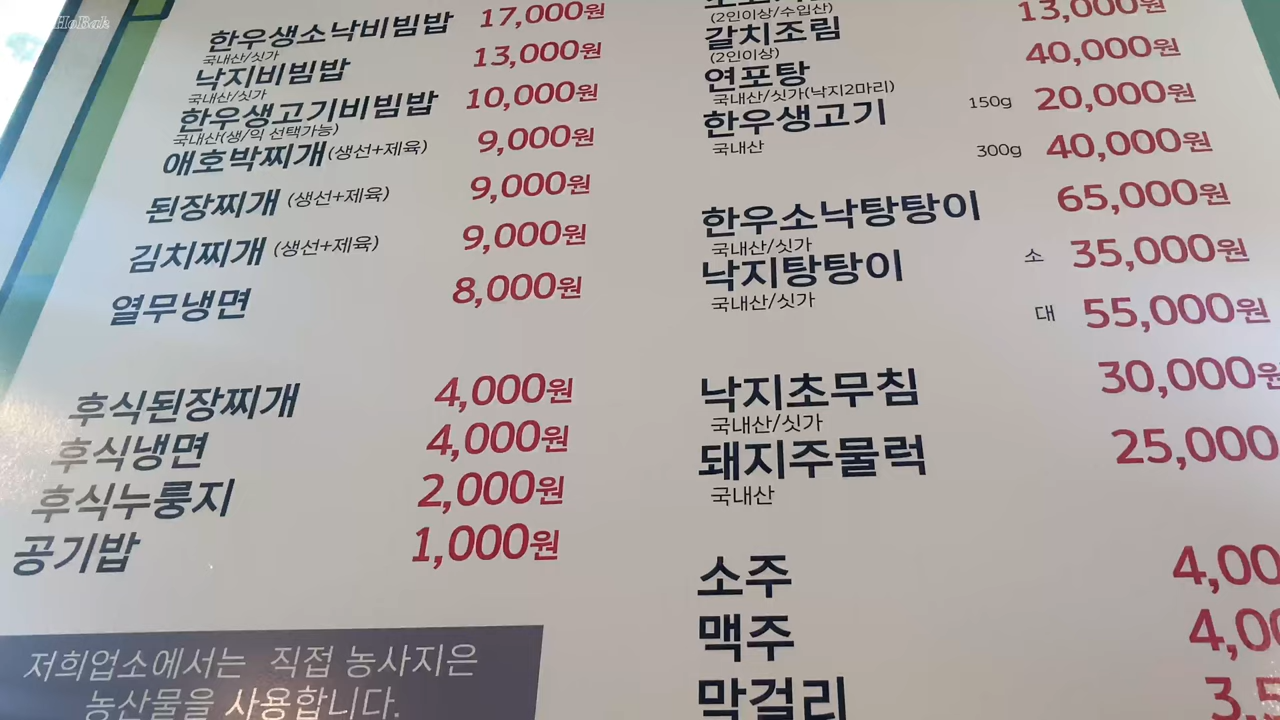 HoBak
한우생소낙비빔밥 17,000원
국내산/싯가
낙지비빔밥 13,000원
국내산/싯가
한우생고기비빔밥 10,000원
국내산(생/익 선택가능)
애호박찌개(생선+제육) 9,000원
된장찌개 (생선+제육) 9,000원
김치찌개 (생선+제육) 9,000원
열무냉면 8,000원
후식된장찌개 4,000원
후식냉면 4,000원
후식누룽지 2,000원
공기밥 1,000원
저희업소에서는 직접 농사지은
농산물을 사용합니다.
13,000원
(2인이상/수입산)
갈치조림 40,000원
(2인이상)
연포탕 20,000원
국내산/싯가(낙지2마리)
한우생고기 150g
국내산 300g 40,000원
한우소낙탕탕이 65,000원
국내산/싯가
낙지탕탕이 소 35,000원
국내산/싯가 대 55,000원
낙지초무침 30,000원
국내산/싯가
돼지주물럭 25,000
국내산
소주 4,00
맥주 4,00
막걸리 3,5